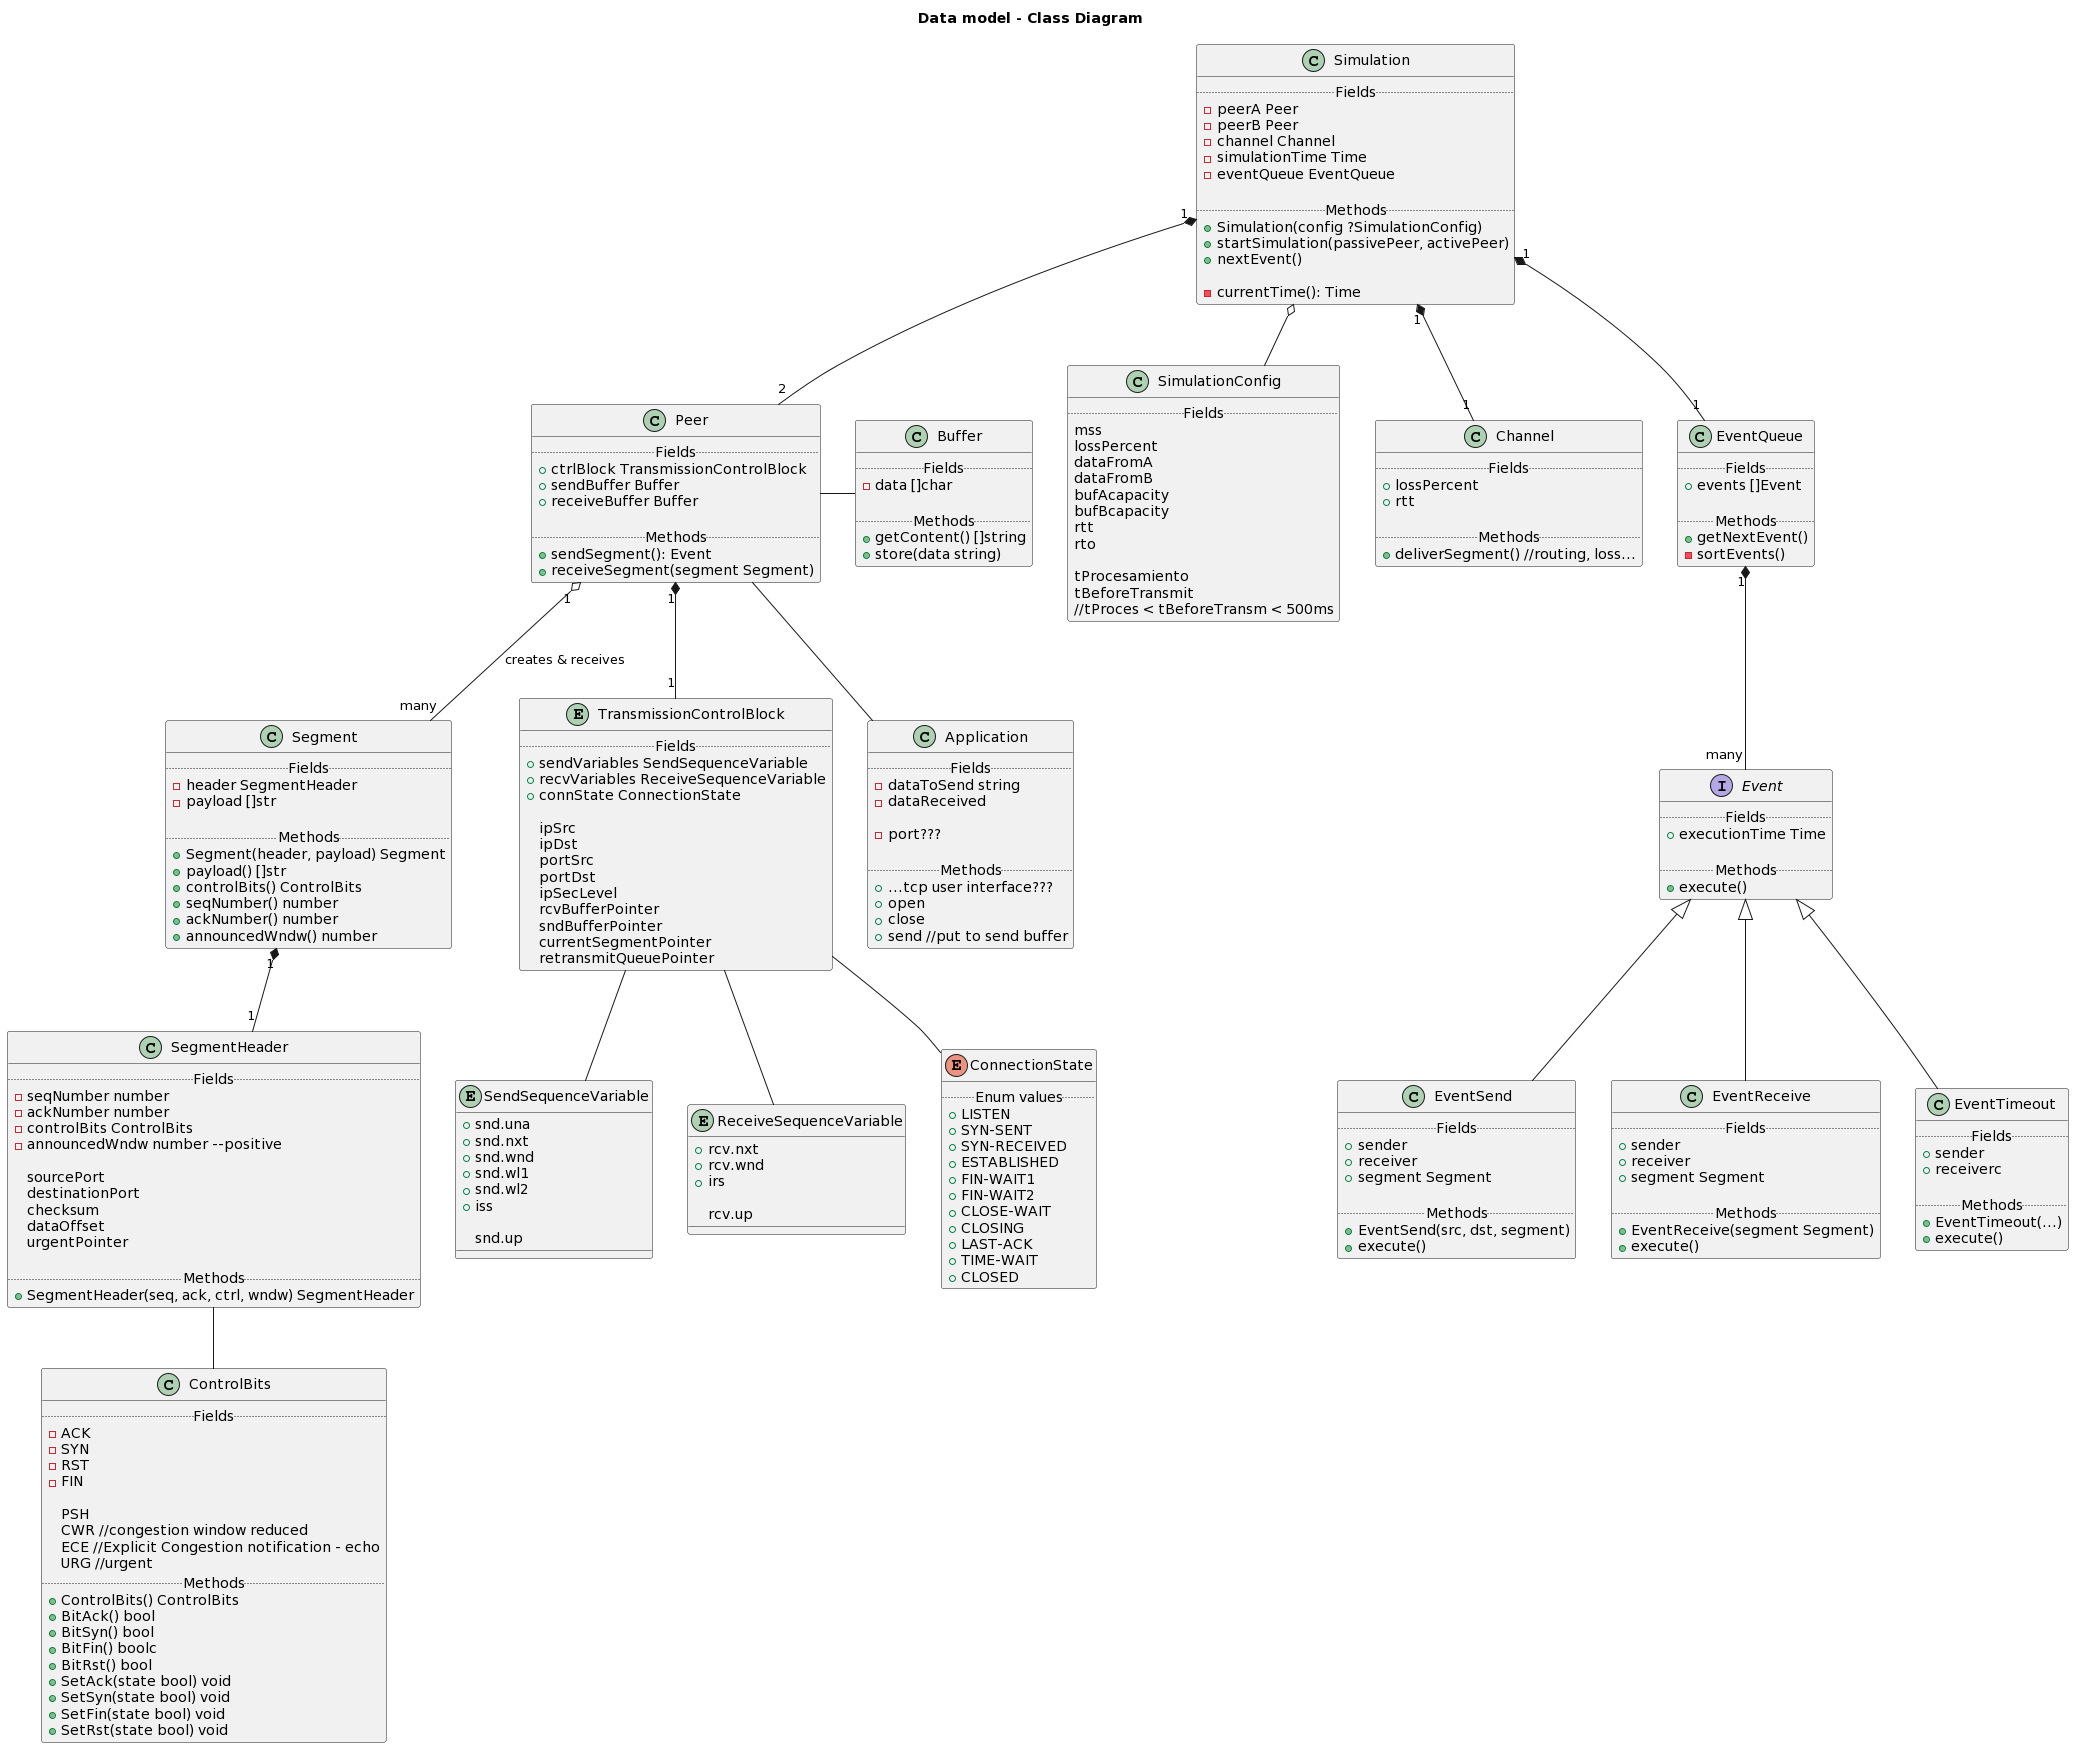 Data model - Class Diagram
C Simulation
Fields
peerA Peer
peerB Peer
channel Channel
simulationTime Time
eventQueue EventQueue
Methods
Simulation(config ?SimulationConfig)
startSimulation(passivePeer, activePeer)
nextEvent()
currentTime(): Time
1
1
1
2
1
1
C Peer
Fields
ctrlBlock TransmissionControlBlock
sendBuffer Buffer
receiveBuffer Buffer
Methods
sendSegment(): Event
receiveSegment(segment Segment)
C Buffer
Fields
data []char
Methods
getContent() []string
store(data string)
C SimulationConfig
Fields
mss
lossPercent
dataFromA
dataFromB
bufAcapacity
bufBcapacity
rtt
rto
tProcesamiento
tBeforeTransmit
//tProces < tBeforeTransm < 500ms
C Channel
Fields
lossPercent
rtt
Methods
deliverSegment() //routing, loss...
C EventQueue
Fields
events []Event
Methods
getNextEvent()
sortEvents()
1
1
1
creates & receives
many
1
many
C Segment
Fields
header SegmentHeader
payload []str
Methods
Segment(header, payload) Segment
payload() []str
controlBits() ControlBits
seqNumber() number
ackNumber() number
announcedWndw() number
E TransmissionControlBlock
Fields
sendVariables SendSequenceVariable
recvVariables ReceiveSequenceVariable
connState ConnectionState
ipSrc
ipDst
portSrc
portDst
ipSecLevel
rcvBufferPointer
sndBufferPointer
currentSegmentPointer
retransmitQueuePointer
C Application
Fields
dataToSend string
dataReceived
port???
Methods
...tcp user interface???
open
close
send //put to send buffer
I Event
Fields
executionTime Time
Methods
execute()
1
1
C SegmentHeader
Fields
seqNumber number
ackNumber number
controlBits ControlBits
announcedWndw number --positive
sourcePort
destinationPort
checksum
dataOffset
urgentPointer
Methods
SegmentHeader(seq, ack, ctrl, wndw) SegmentHeader
E SendSequenceVariable
snd.una
snd.nxt
snd.wnd
snd.wl1
snd.wl2
iss
snd.up
E ReceiveSequenceVariable
rcv.nxt
rcv.wnd
irs
rcv.up
E ConnectionState
Enum values
LISTEN
SYN-SENT
SYN-RECEIVED
ESTABLISHED
FIN-WAIT1
FIN-WAIT2
CLOSE-WAIT
CLOSING
LAST-ACK
TIME-WAIT
CLOSED
C EventSend
Fields
sender
receiver
segment Segment
Methods
EventSend(src, dst, segment)
execute()
C EventReceive
Fields
sender
receiver
segment Segment
Methods
EventReceive(segment Segment)
execute()
C EventTimeout
Fields
sender
receiverc
Methods
EventTimeout(...)
execute()
C ControlBits
Fields
ACK
SYN
RST
FIN
PSH
CWR //congestion window reduced
ECE //Explicit Congestion notification - echo
URG //urgent
Methods
ControlBits() ControlBits
BitAck() bool
BitSyn() bool
BitFin() boolc
BitRst() bool
SetAck(state bool) void
SetSyn(state bool) void
SetFin(state bool) void
SetRst(state bool) void